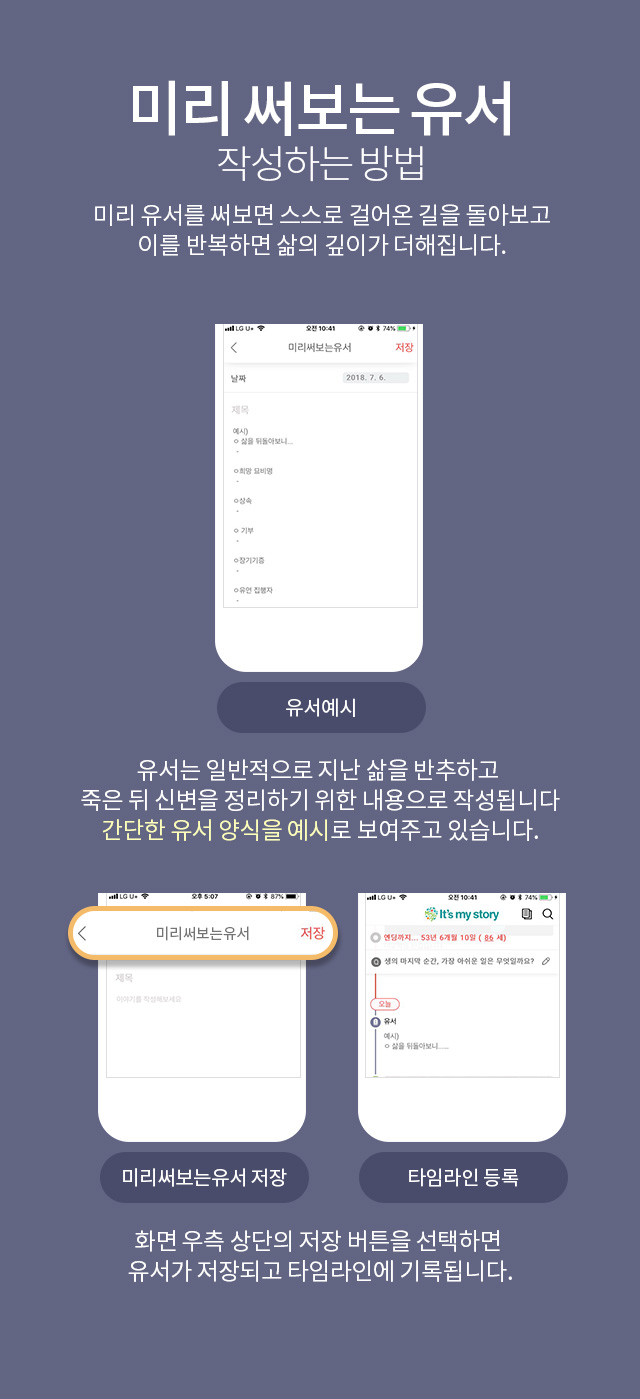 미리 써보는 유서
작성하는 방법
미리 유서를 써보면 스스로 걸어온 길을 돌아보고
이를 반복하면 삶의 깊이가 더해집니다.
LG U+ 오전 10:41 74%
미리써보는유서 저장
날짜 2018. 7. 6.
제목
예시)
ㅇ 삶을 뒤돌아보니...
-
ㅇ희망 묘비명
-
ㅇ상속
-
ㅇ 기부
-
ㅇ장기기증
-
ㅇ유언 집행자
-
유서예시
유서는 일반적으로 지난 삶을 반추하고
죽은 뒤 신변을 정리하기 위한 내용으로 작성됩니다
간단한 유서 양식을 예시로 보여주고 있습니다.
LG U+ 오후 5:07 87%
미리써보는유서 저장
제목
이야기를 작성해보세요
LG U+ 오전 10:41 74%
It's my story
엔딩까지... 53년 6개월 10일 ( 86 세)
Q 생의 마지막 순간, 가장 아쉬운 일은 무엇일까요?
오늘
유서
예시)
ㅇ 삶을 뒤돌아보니......
미리써보는유서 저장
타임라인 등록
화면 우측 상단의 저장 버튼을 선택하면
유서가 저장되고 타임라인에 기록됩니다.